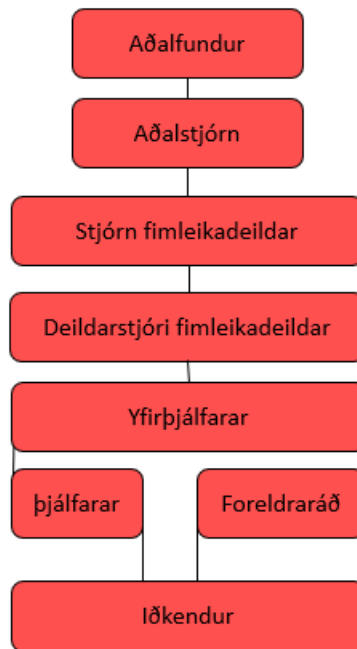 Aðalfundur
Aðalstjórn
Stjórn fimleikadeildar
Deildarstjóri fimleikadeildar
Yfirþjálfarar
þjálfarar
Foreldraráð
Iðkendur